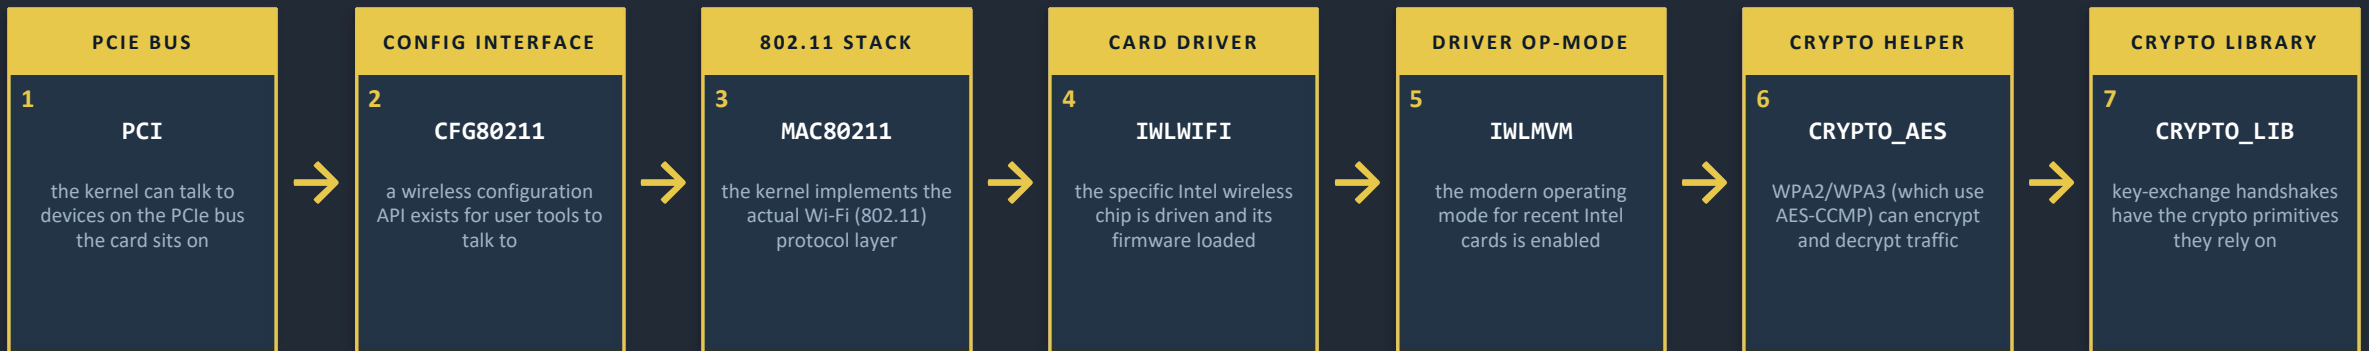 PCIE BUS
1
PCI
the kernel can talk to
devices on the PCIe bus
the card sits on
CONFIG INTERFACE
2
CFG80211
a wireless configuration
API exists for user tools to
talk to
802.11 STACK
3
MAC80211
the kernel implements the
actual Wi-Fi (802.11)
protocol layer
CARD DRIVER
4
IWLWIFI
the specific Intel wireless
chip is driven and its
firmware loaded
DRIVER OP-MODE
5
IWLMVM
the modern operating
mode for recent Intel
cards is enabled
CRYPTO HELPER
6
CRYPTO_AES
WPA2/WPA3 (which use
AES-CCMP) can encrypt
and decrypt traffic
CRYPTO LIBRARY
7
CRYPTO_LIB
key-exchange handshakes
have the crypto primitives
they rely on